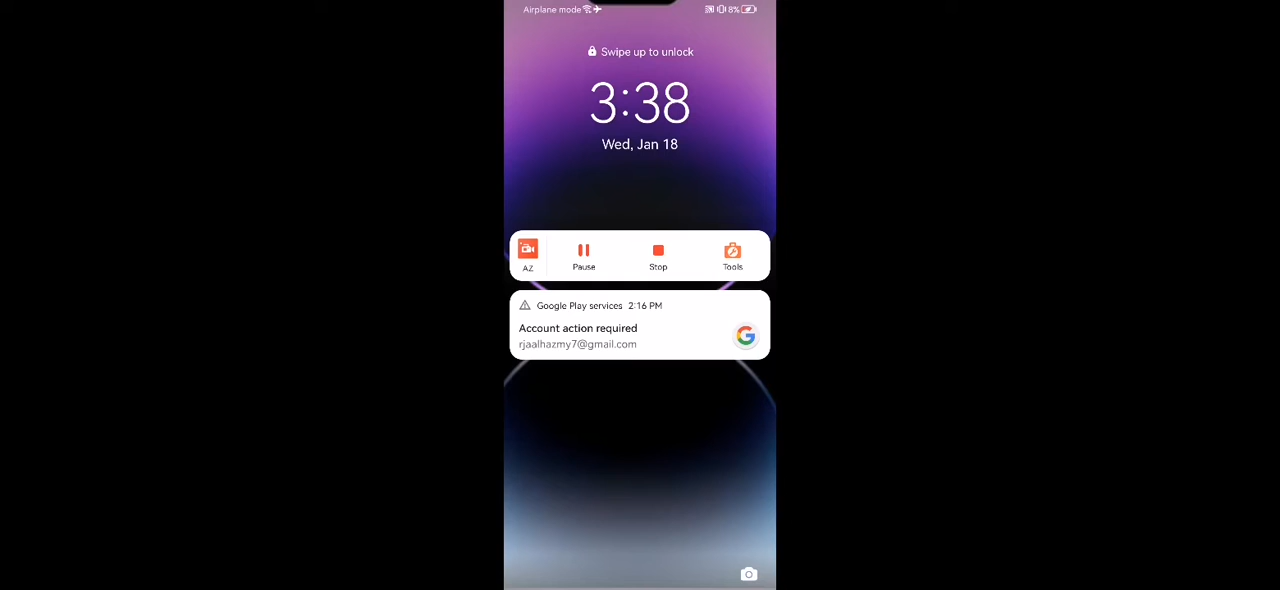 Airplane mode 8%
Swipe up to unlock
3:38
Wed, Jan 18
AZ Pause Stop Tools
Google Play services 2:16 PM
Account action required
rjaalhazmy7@gmail.com